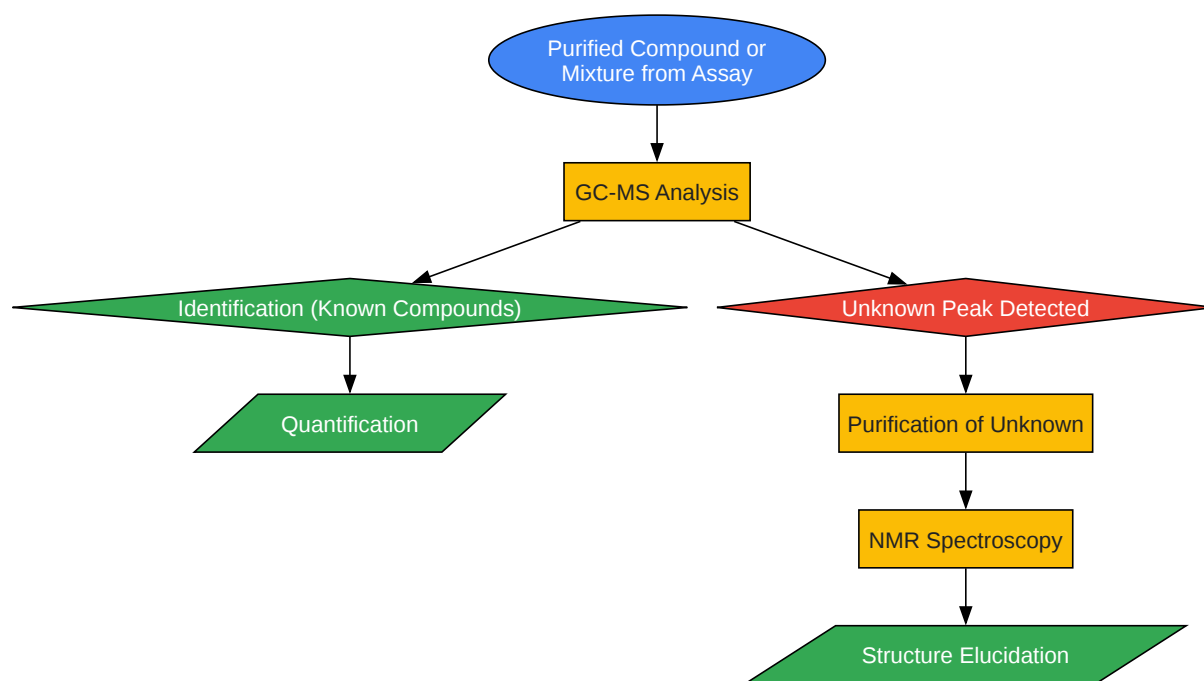 Purified Compound or
Mixture from Assay
GC-MS Analysis
Identification (Known Compounds)
Unknown Peak Detected
Quantification
Purification of Unknown
NMR Spectroscopy
Structure Elucidation